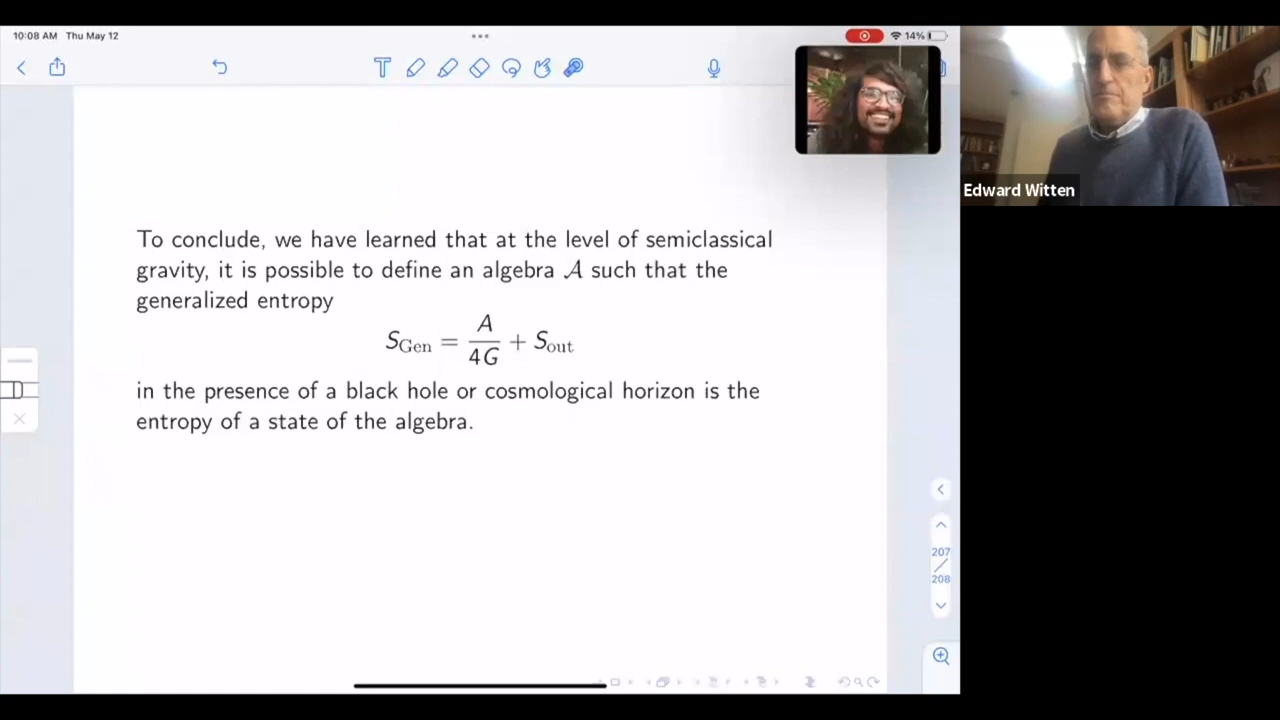 10:08 AM Thu May 12
14%
T
Edward Witten
To conclude, we have learned that at the level of semiclassical
gravity, it is possible to define an algebra 𝒜 such that the
generalized entropy
S_Gen = A/4G + S_out
in the presence of a black hole or cosmological horizon is the
entropy of a state of the algebra.
207
/
208